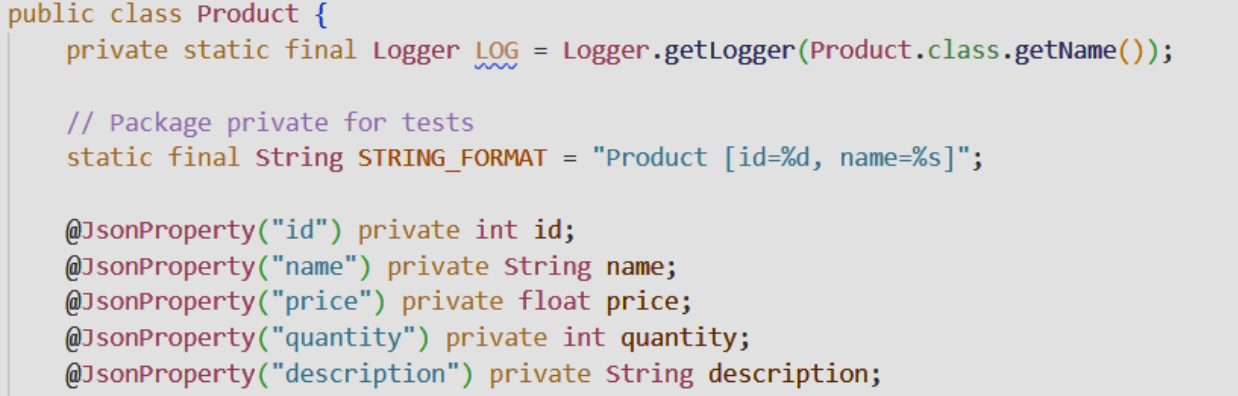 public class Product {
    private static final Logger LOG = Logger.getLogger(Product.class.getName());
    // Package private for tests
    static final String STRING_FORMAT = "Product [id=%d, name=%s]";
    @JsonProperty("id") private int id;
    @JsonProperty("name") private String name;
    @JsonProperty("price") private float price;
    @JsonProperty("quantity") private int quantity;
    @JsonProperty("description") private String description;